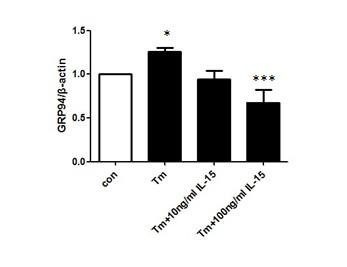 GRP94/β-actin
1.5
1.0
0.5
0.0
*
***
con
Tm
Tm+10ng/ml IL-15
Tm+100ng/ml IL-15